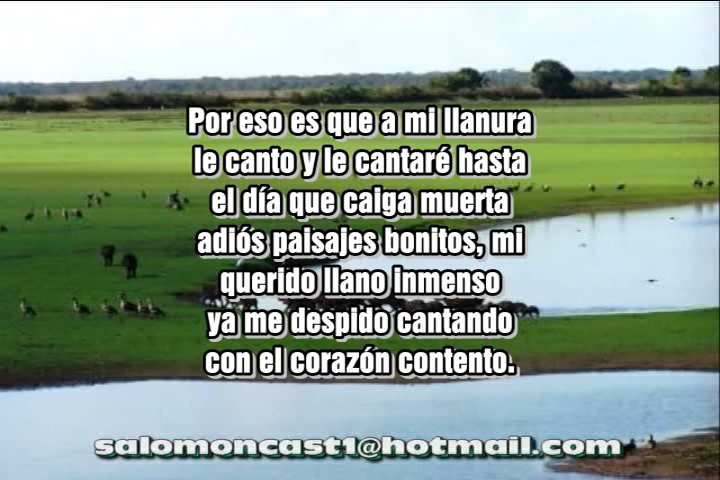 Por eso es que a mi llanura
le canto y le cantaré hasta
el día que caiga muerta
adiós paisajes bonitos, mi
querido llano inmenso
ya me despido cantando
con el corazón contento.
salomoncast1@hotmail.com